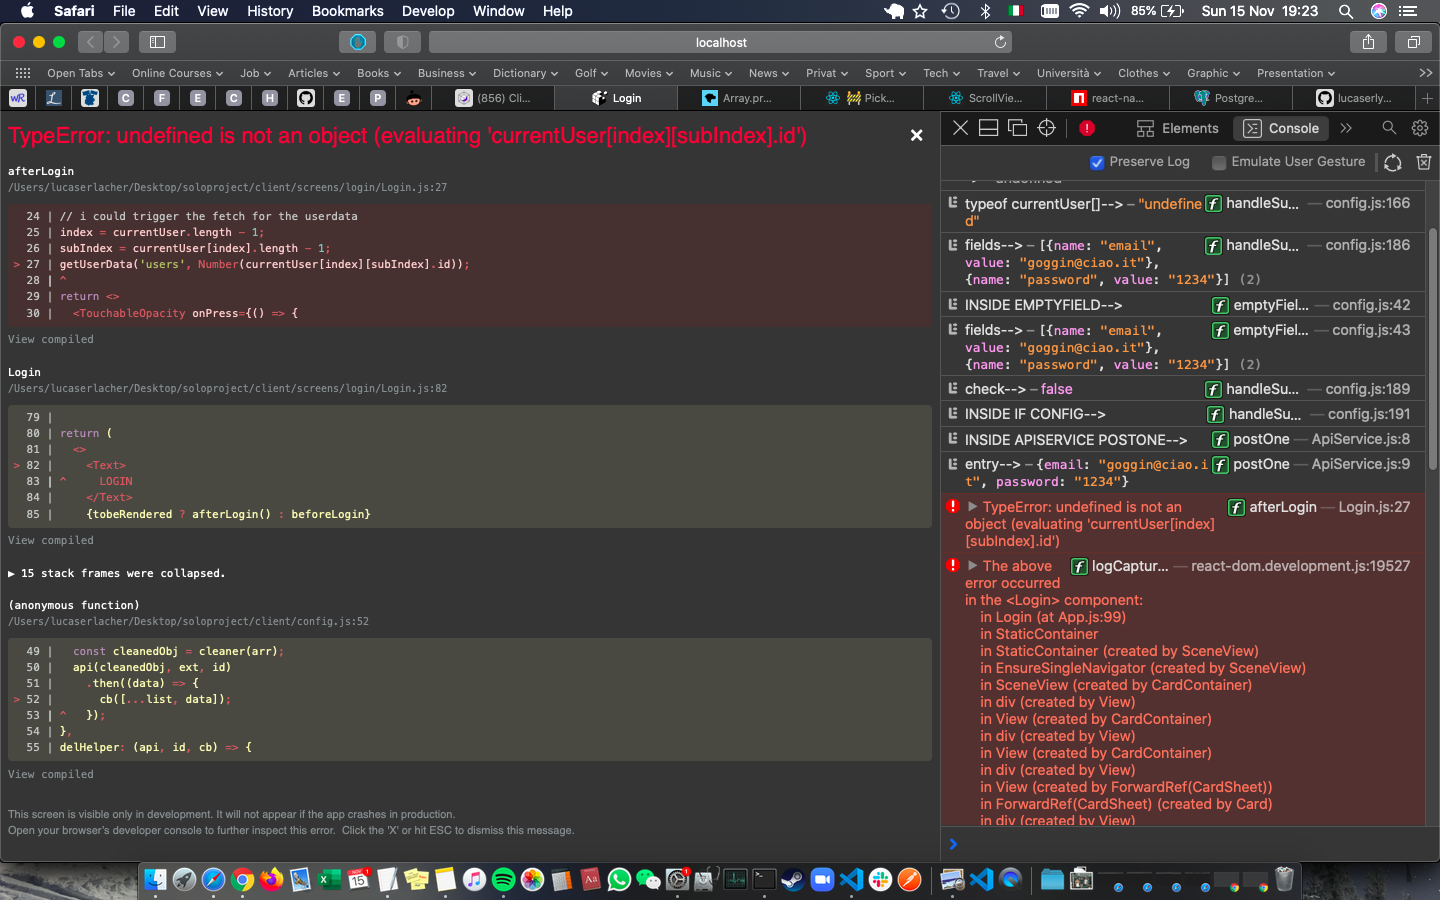 Safari File Edit View History Bookmarks Develop Window Help 85% Sun 15 Nov 19:23
localhost
Open Tabs Online Courses Job Articles Books Business Dictionary Golf Movies Music News Privat Sport Tech Travel Università Clothes Graphic Presentation
wR L C F E C H E P (856) Cli... Login Array.pr... Pick... ScrollVie... react-na... Postgre... lucaserly...
TypeError: undefined is not an object (evaluating 'currentUser[index][subIndex].id')
afterLogin
/Users/lucaserlacher/Desktop/soloproject/client/screens/login/Login.js:27
24 | // i could trigger the fetch for the userdata
25 | index = currentUser.length - 1;
26 | subIndex = currentUser[index].length - 1;
> 27 | getUserData('users', Number(currentUser[index][subIndex].id));
28 | ^
29 | return <>
30 | <TouchableOpacity onPress={() => {
View compiled
Login
/Users/lucaserlacher/Desktop/soloproject/client/screens/login/Login.js:82
79 |
80 | return (
81 | <>
> 82 | <Text>
83 | ^ LOGIN
84 | </Text>
85 | {tobeRendered ? afterLogin() : beforeLogin}
View compiled
▶ 15 stack frames were collapsed.
(anonymous function)
/Users/lucaserlacher/Desktop/soloproject/client/config.js:52
49 | const cleanedObj = cleaner(arr);
50 | api(cleanedObj, ext, id)
51 | .then((data) => {
> 52 | cb([...list, data]);
53 | ^ });
54 | },
55 | delHelper: (api, id, cb) => {
View compiled
This screen is visible only in development. It will not appear if the app crashes in production.
Open your browser's developer console to further inspect this error. Click the 'X' or hit ESC to dismiss this message.
Elements Console
Preserve Log Emulate User Gesture
undefined
typeof currentUser[]--> – "undefine f handleSu... — config.js:166
d"
fields--> – [{name: "email", f handleSu... — config.js:186
value: "goggin@ciao.it"},
{name: "password", value: "1234"}] (2)
INSIDE EMPTYFIELD--> f emptyFiel... — config.js:42
fields--> – [{name: "email", f emptyFiel... — config.js:43
value: "goggin@ciao.it"},
{name: "password", value: "1234"}] (2)
check--> – false f handleSu... — config.js:189
INSIDE IF CONFIG--> f handleSu... — config.js:191
INSIDE APISERVICE POSTONE--> f postOne — ApiService.js:8
entry--> – {email: "goggin@ciao.i f postOne — ApiService.js:9
t", password: "1234"}
TypeError: undefined is not an f afterLogin — Login.js:27
object (evaluating 'currentUser[index]
[subIndex].id')
The above f logCaptur... — react-dom.development.js:19527
error occurred
in the <Login> component:
in Login (at App.js:99)
in StaticContainer
in StaticContainer (created by SceneView)
in EnsureSingleNavigator (created by SceneView)
in SceneView (created by CardContainer)
in div (created by View)
in View (created by CardContainer)
in div (created by View)
in View (created by CardContainer)
in div (created by View)
in View (created by ForwardRef(CardSheet))
in ForwardRef(CardSheet) (created by Card)
in div (created by View)